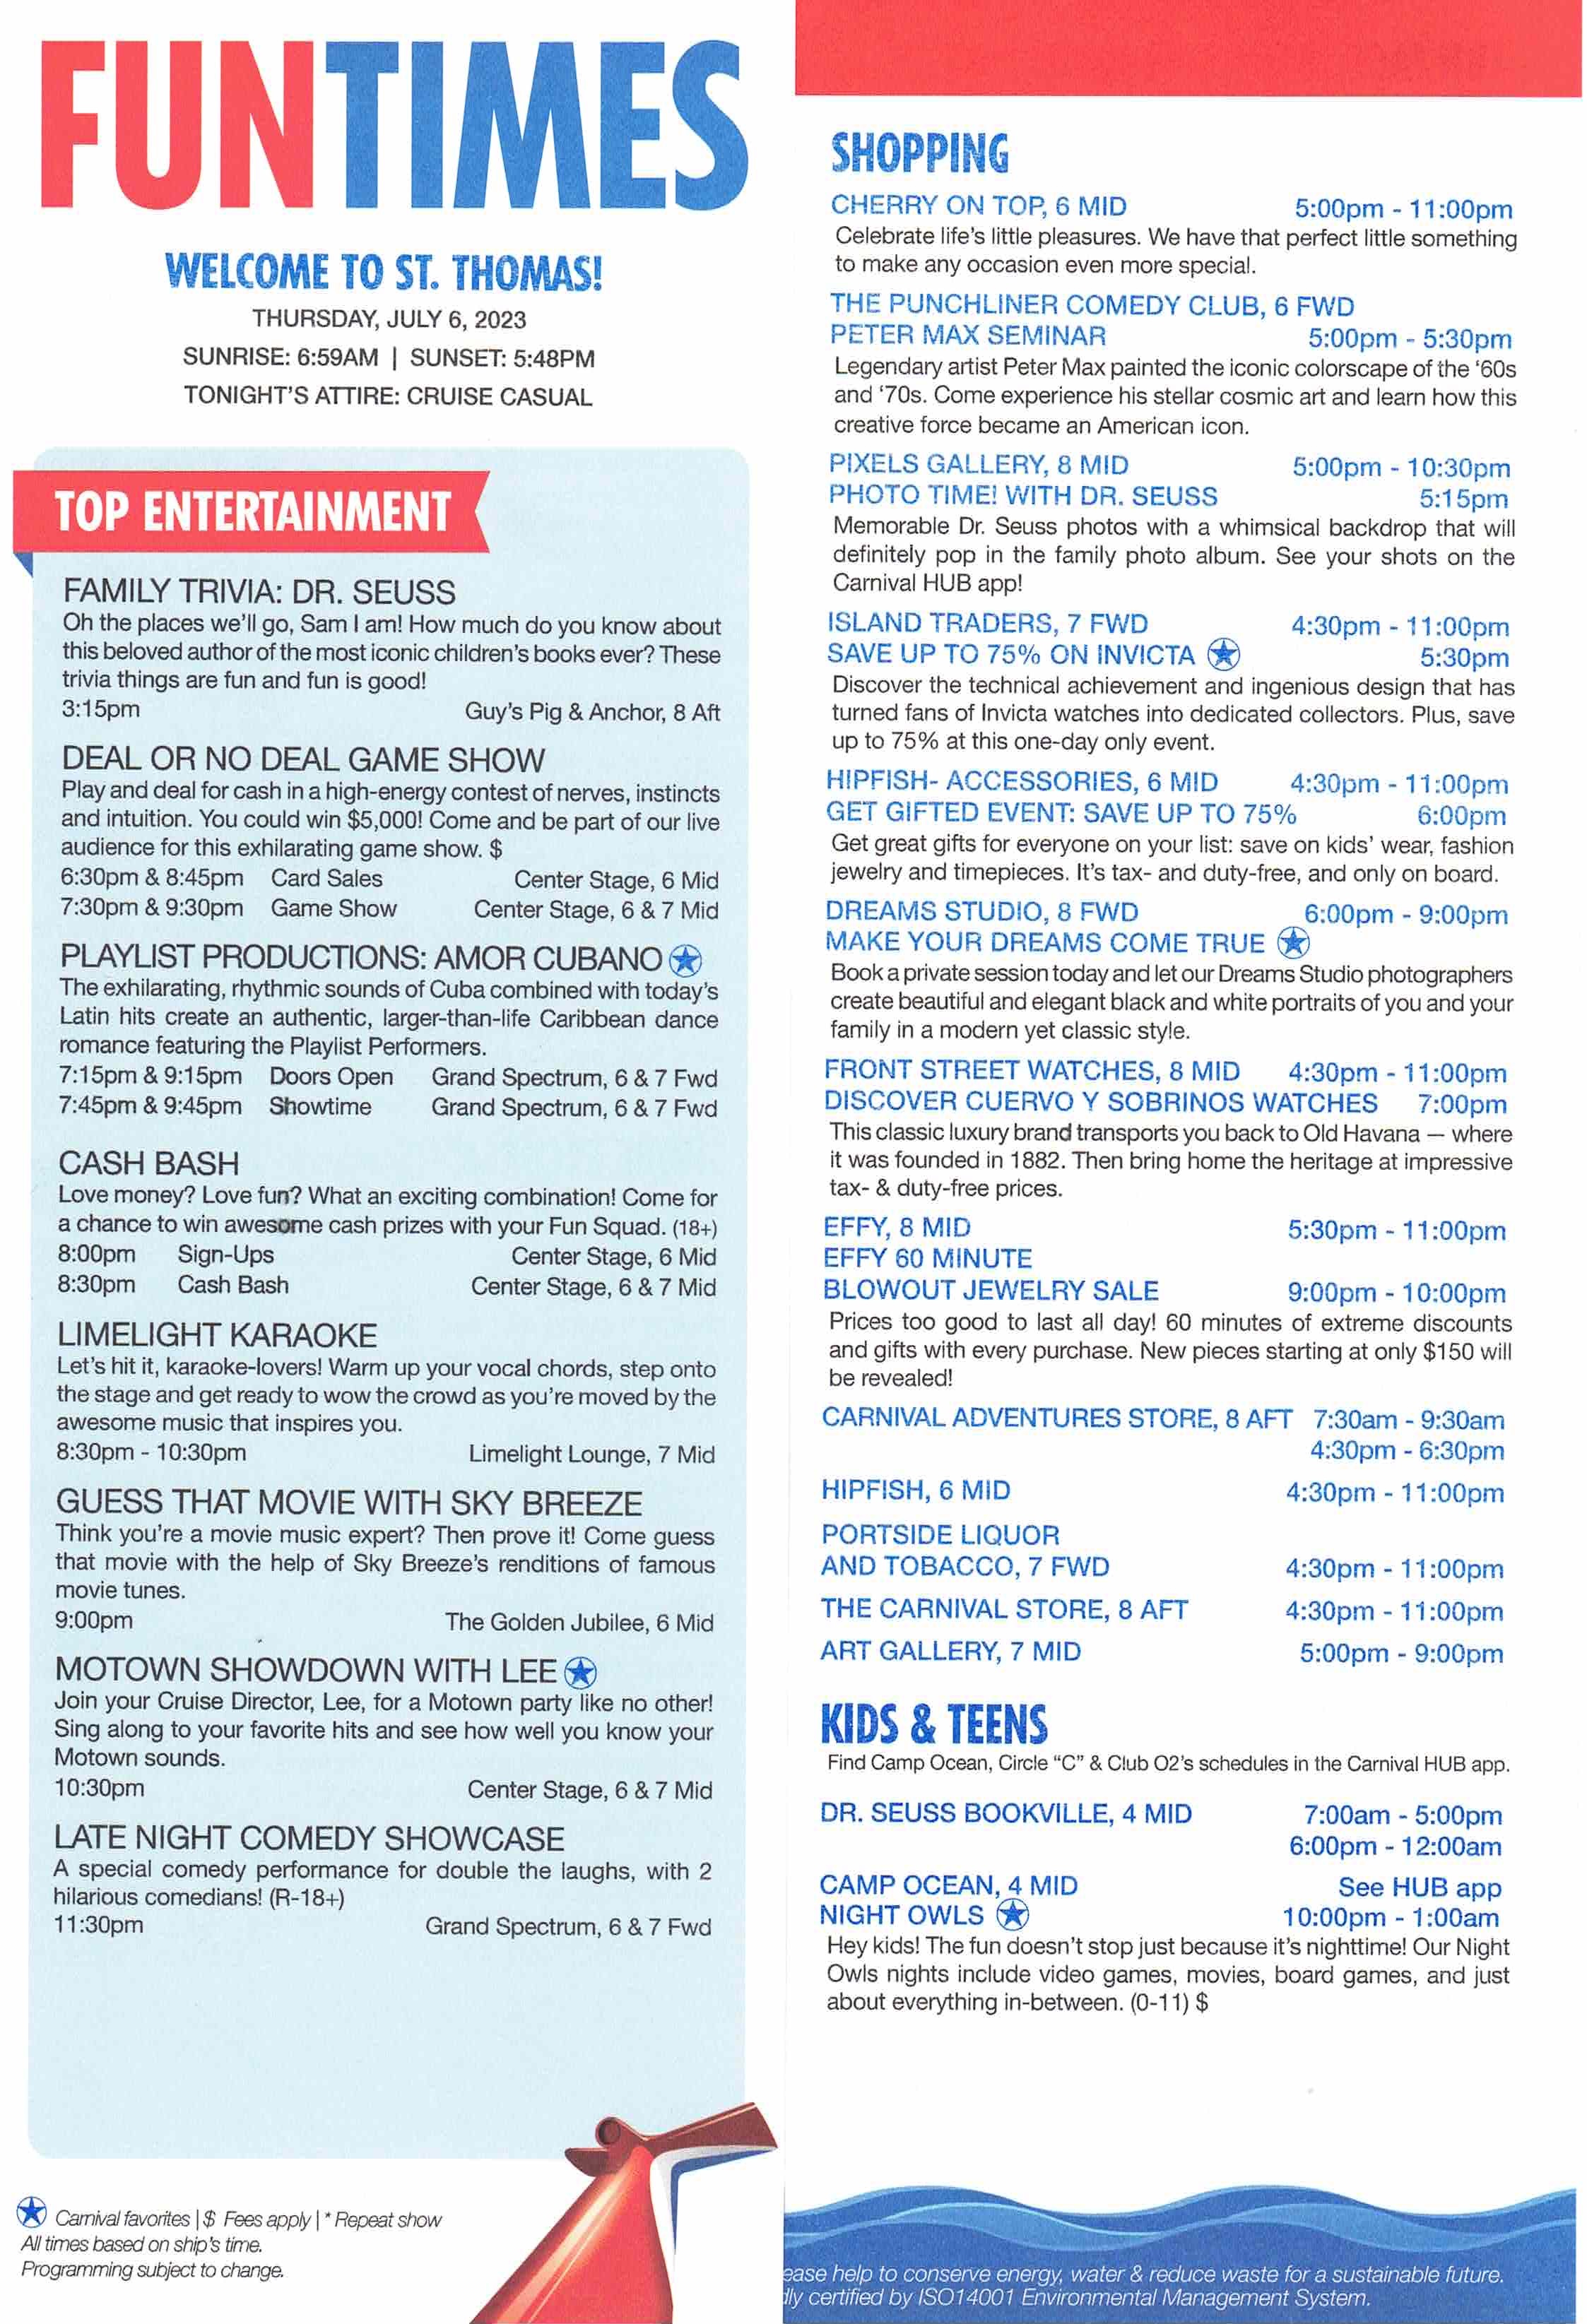 FUNTIMES
WELCOME TO ST. THOMAS!
THURSDAY, JULY 6, 2023
SUNRISE: 6:59AM | SUNSET: 5:48PM
TONIGHT'S ATTIRE: CRUISE CASUAL
TOP ENTERTAINMENT
FAMILY TRIVIA: DR. SEUSS
Oh the places we'll go, Sam I am! How much do you know about
this beloved author of the most iconic children's books ever? These
trivia things are fun and fun is good!
3:15pm Guy's Pig & Anchor, 8 Aft
DEAL OR NO DEAL GAME SHOW
Play and deal for cash in a high-energy contest of nerves, instincts
and intuition. You could win $5,000! Come and be part of our live
audience for this exhilarating game show. $
6:30pm & 8:45pm Card Sales Center Stage, 6 Mid
7:30pm & 9:30pm Game Show Center Stage, 6 & 7 Mid
PLAYLIST PRODUCTIONS: AMOR CUBANO
The exhilarating, rhythmic sounds of Cuba combined with today's
Latin hits create an authentic, larger-than-life Caribbean dance
romance featuring the Playlist Performers.
7:15pm & 9:15pm Doors Open Grand Spectrum, 6 & 7 Fwd
7:45pm & 9:45pm Showtime Grand Spectrum, 6 & 7 Fwd
CASH BASH
Love money? Love fun? What an exciting combination! Come for
a chance to win awesome cash prizes with your Fun Squad. (18+)
8:00pm Sign-Ups Center Stage, 6 Mid
8:30pm Cash Bash Center Stage, 6 & 7 Mid
LIMELIGHT KARAOKE
Let's hit it, karaoke-lovers! Warm up your vocal chords, step onto
the stage and get ready to wow the crowd as you're moved by the
awesome music that inspires you.
8:30pm - 10:30pm Limelight Lounge, 7 Mid
GUESS THAT MOVIE WITH SKY BREEZE
Think you're a movie music expert? Then prove it! Come guess
that movie with the help of Sky Breeze's renditions of famous
movie tunes.
9:00pm The Golden Jubilee, 6 Mid
MOTOWN SHOWDOWN WITH LEE
Join your Cruise Director, Lee, for a Motown party like no other!
Sing along to your favorite hits and see how well you know your
Motown sounds.
10:30pm Center Stage, 6 & 7 Mid
LATE NIGHT COMEDY SHOWCASE
A special comedy performance for double the laughs, with 2
hilarious comedians! (R-18+)
11:30pm Grand Spectrum, 6 & 7 Fwd
Carnival favorites | $ Fees apply | * Repeat show
All times based on ship's time.
Programming subject to change.
SHOPPING
CHERRY ON TOP, 6 MID 5:00pm - 11:00pm
Celebrate life's little pleasures. We have that perfect little something
to make any occasion even more special.
THE PUNCHLINER COMEDY CLUB, 6 FWD
PETER MAX SEMINAR 5:00pm - 5:30pm
Legendary artist Peter Max painted the iconic colorscape of the '60s
and '70s. Come experience his stellar cosmic art and learn how this
creative force became an American icon.
PIXELS GALLERY, 8 MID 5:00pm - 10:30pm
PHOTO TIME! WITH DR. SEUSS 5:15pm
Memorable Dr. Seuss photos with a whimsical backdrop that will
definitely pop in the family photo album. See your shots on the
Carnival HUB app!
ISLAND TRADERS, 7 FWD 4:30pm - 11:00pm
SAVE UP TO 75% ON INVICTA 5:30pm
Discover the technical achievement and ingenious design that has
turned fans of Invicta watches into dedicated collectors. Plus, save
up to 75% at this one-day only event.
HIPFISH- ACCESSORIES, 6 MID 4:30pm - 11:00pm
GET GIFTED EVENT: SAVE UP TO 75% 6:00pm
Get great gifts for everyone on your list: save on kids' wear, fashion
jewelry and timepieces. It's tax- and duty-free, and only on board.
DREAMS STUDIO, 8 FWD 6:00pm - 9:00pm
MAKE YOUR DREAMS COME TRUE
Book a private session today and let our Dreams Studio photographers
create beautiful and elegant black and white portraits of you and your
family in a modern yet classic style.
FRONT STREET WATCHES, 8 MID 4:30pm - 11:00pm
DISCOVER CUERVO Y SOBRINOS WATCHES 7:00pm
This classic luxury brand transports you back to Old Havana — where
it was founded in 1882. Then bring home the heritage at impressive
tax- & duty-free prices.
EFFY, 8 MID 5:30pm - 11:00pm
EFFY 60 MINUTE
BLOWOUT JEWELRY SALE 9:00pm - 10:00pm
Prices too good to last all day! 60 minutes of extreme discounts
and gifts with every purchase. New pieces starting at only $150 will
be revealed!
CARNIVAL ADVENTURES STORE, 8 AFT 7:30am - 9:30am
4:30pm - 6:30pm
HIPFISH, 6 MID 4:30pm - 11:00pm
PORTSIDE LIQUOR
AND TOBACCO, 7 FWD 4:30pm - 11:00pm
THE CARNIVAL STORE, 8 AFT 4:30pm - 11:00pm
ART GALLERY, 7 MID 5:00pm - 9:00pm
KIDS & TEENS
Find Camp Ocean, Circle "C" & Club O2's schedules in the Carnival HUB app.
DR. SEUSS BOOKVILLE, 4 MID 7:00am - 5:00pm
6:00pm - 12:00am
CAMP OCEAN, 4 MID See HUB app
NIGHT OWLS 10:00pm - 1:00am
Hey kids! The fun doesn't stop just because it's nighttime! Our Night
Owls nights include video games, movies, board games, and just
about everything in-between. (0-11) $
ease help to conserve energy, water & reduce waste for a sustainable future.
lly certified by ISO14001 Environmental Management System.